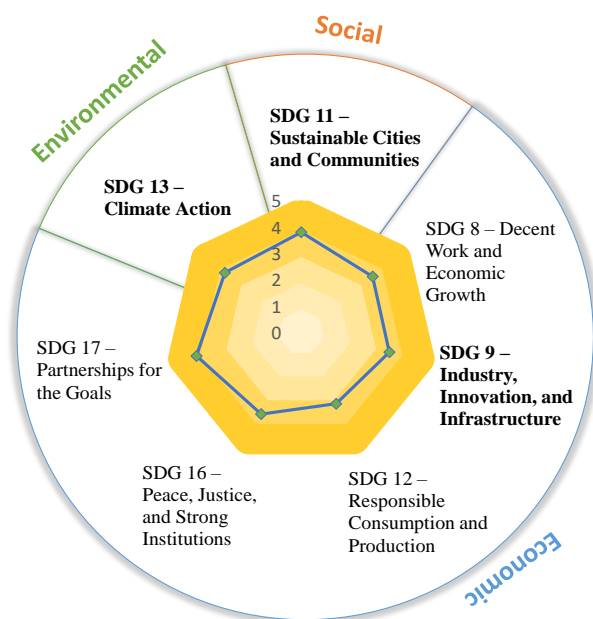 Social
Environmental
SDG 11 –
Sustainable Cities
and Communities
SDG 13 –
Climate Action
5
4
3
2
1
0
SDG 8 – Decent
Work and
Economic
Growth
SDG 9 –
Industry,
Innovation, and
Infrastructure
SDG 17 –
Partnerships for
the Goals
SDG 16 –
Peace, Justice,
and Strong
Institutions
SDG 12 –
Responsible
Consumption and
Production
Economic